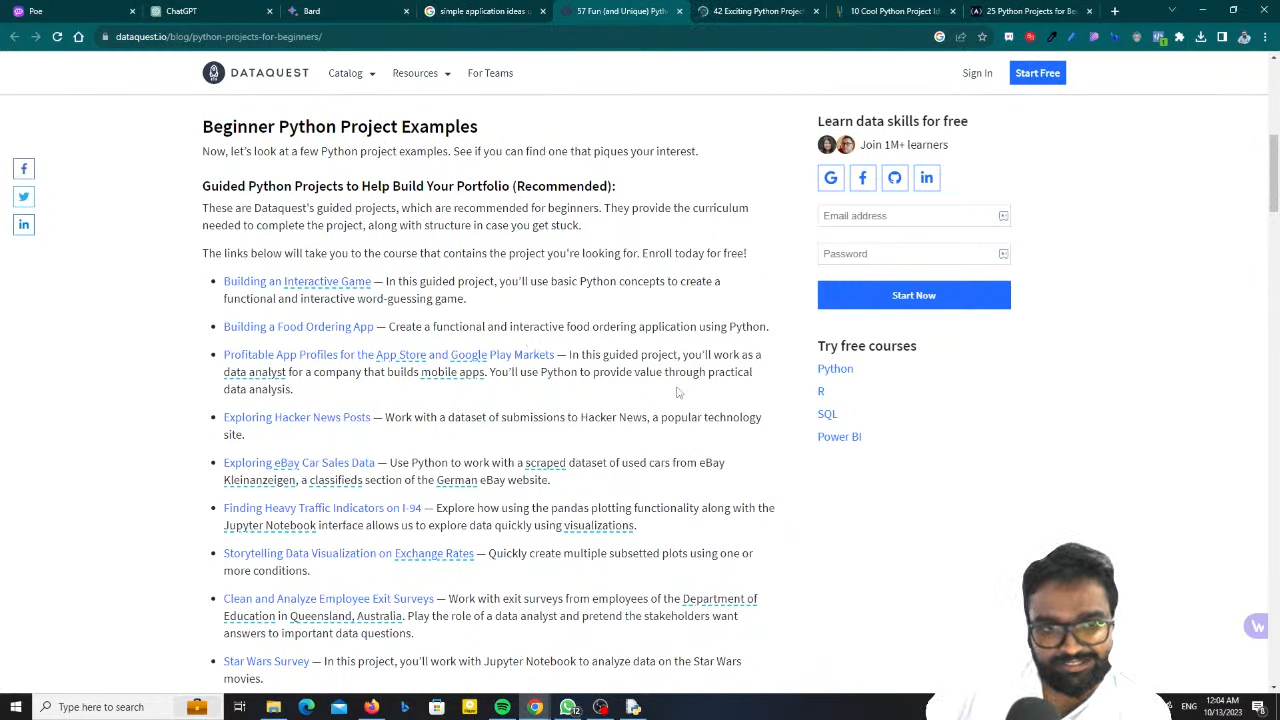 Poe
ChatGPT
Bard
simple application ideas u
57 Fun (and Unique) Pyth
42 Exciting Python Project
10 Cool Python Project Id
25 Python Projects for Be
dataquest.io/blog/python-projects-for-beginners/
DATAQUEST
Catalog
Resources
For Teams
Sign In
Start Free
Beginner Python Project Examples
Now, let's look at a few Python project examples. See if you can find one that piques your interest.
Guided Python Projects to Help Build Your Portfolio (Recommended):
These are Dataquest's guided projects, which are recommended for beginners. They provide the curriculum
needed to complete the project, along with structure in case you get stuck.
The links below will take you to the course that contains the project you're looking for. Enroll today for free!
Building an Interactive Game — In this guided project, you'll use basic Python concepts to create a
functional and interactive word-guessing game.
Building a Food Ordering App — Create a functional and interactive food ordering application using Python.
Profitable App Profiles for the App Store and Google Play Markets — In this guided project, you'll work as a
data analyst for a company that builds mobile apps. You'll use Python to provide value through practical
data analysis.
Exploring Hacker News Posts — Work with a dataset of submissions to Hacker News, a popular technology
site.
Exploring eBay Car Sales Data — Use Python to work with a scraped dataset of used cars from eBay
Kleinanzeigen, a classifieds section of the German eBay website.
Finding Heavy Traffic Indicators on I-94 — Explore how using the pandas plotting functionality along with the
Jupyter Notebook interface allows us to explore data quickly using visualizations.
Storytelling Data Visualization on Exchange Rates — Quickly create multiple subsetted plots using one or
more conditions.
Clean and Analyze Employee Exit Surveys — Work with exit surveys from employees of the Department of
Education in Queensland, Australia. Play the role of a data analyst and pretend the stakeholders want
answers to important data questions.
Star Wars Survey — In this project, you'll work with Jupyter Notebook to analyze data on the Star Wars
movies.
Learn data skills for free
Join 1M+ learners
Email address
Password
Start Now
Try free courses
Python
R
SQL
Power BI
Type here to search
12:04 AM
10/13/2023